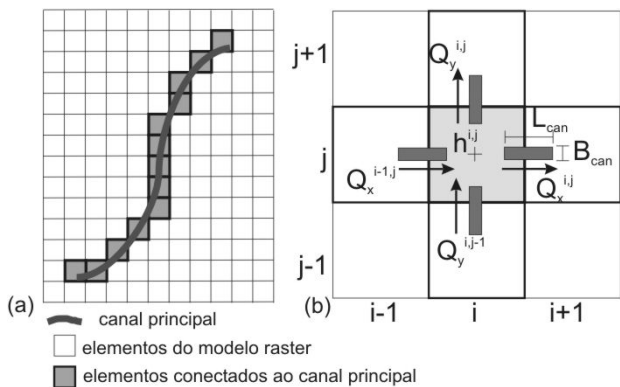 j+1
j
j-1
Q_y^{i,j}
h^{i,j}
L_can
B_can
Q_x^{i-1,j}
Q_x^{i,j}
Q_y^{i,j-1}
i-1 i i+1
(a)
(b)
canal principal
elementos do modelo raster
elementos conectados ao canal principal